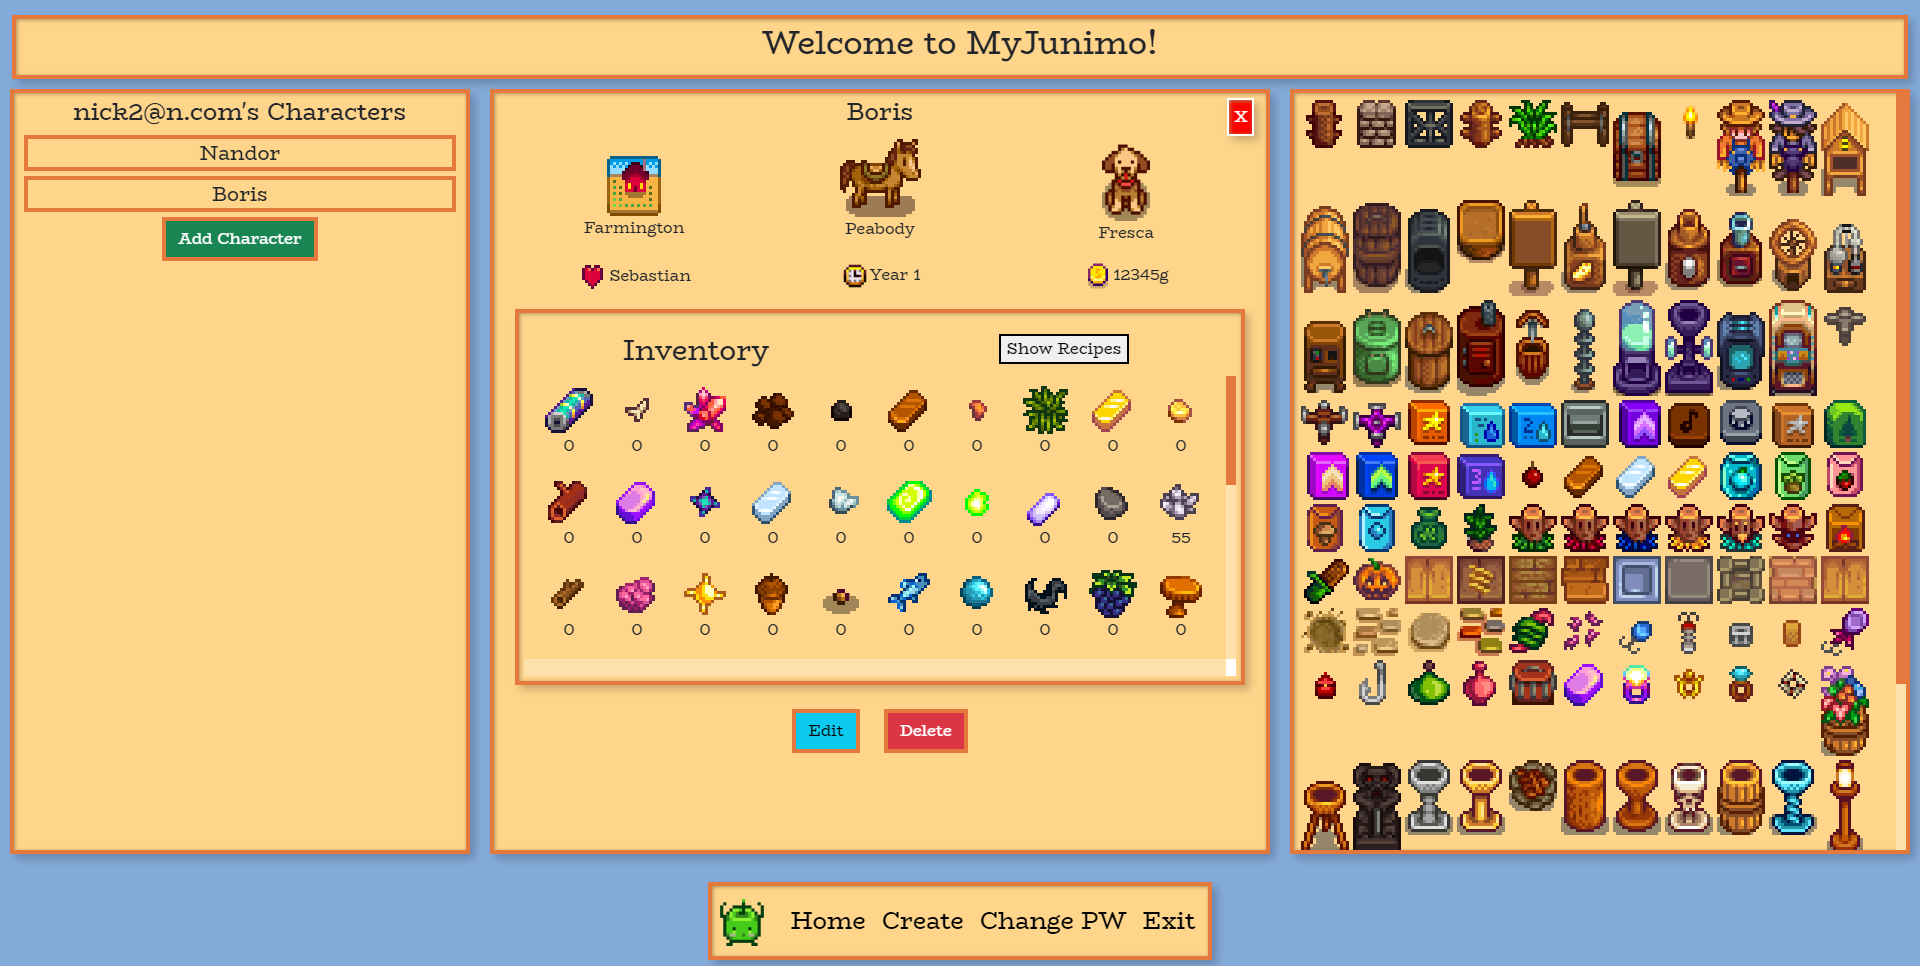 Welcome to MyJunimo!
nick2@n.com's Characters
Nandor
Boris
Add Character
Boris
X
Farmington
Peabody
Fresca
Sebastian
Year 1
12345g
Inventory
Show Recipes
0 0 0 0 0 0 0 0 0 0
0 0 0 0 0 0 0 0 0 55
0 0 0 0 0 0 0 0 0 0
Edit
Delete
Home Create Change PW Exit